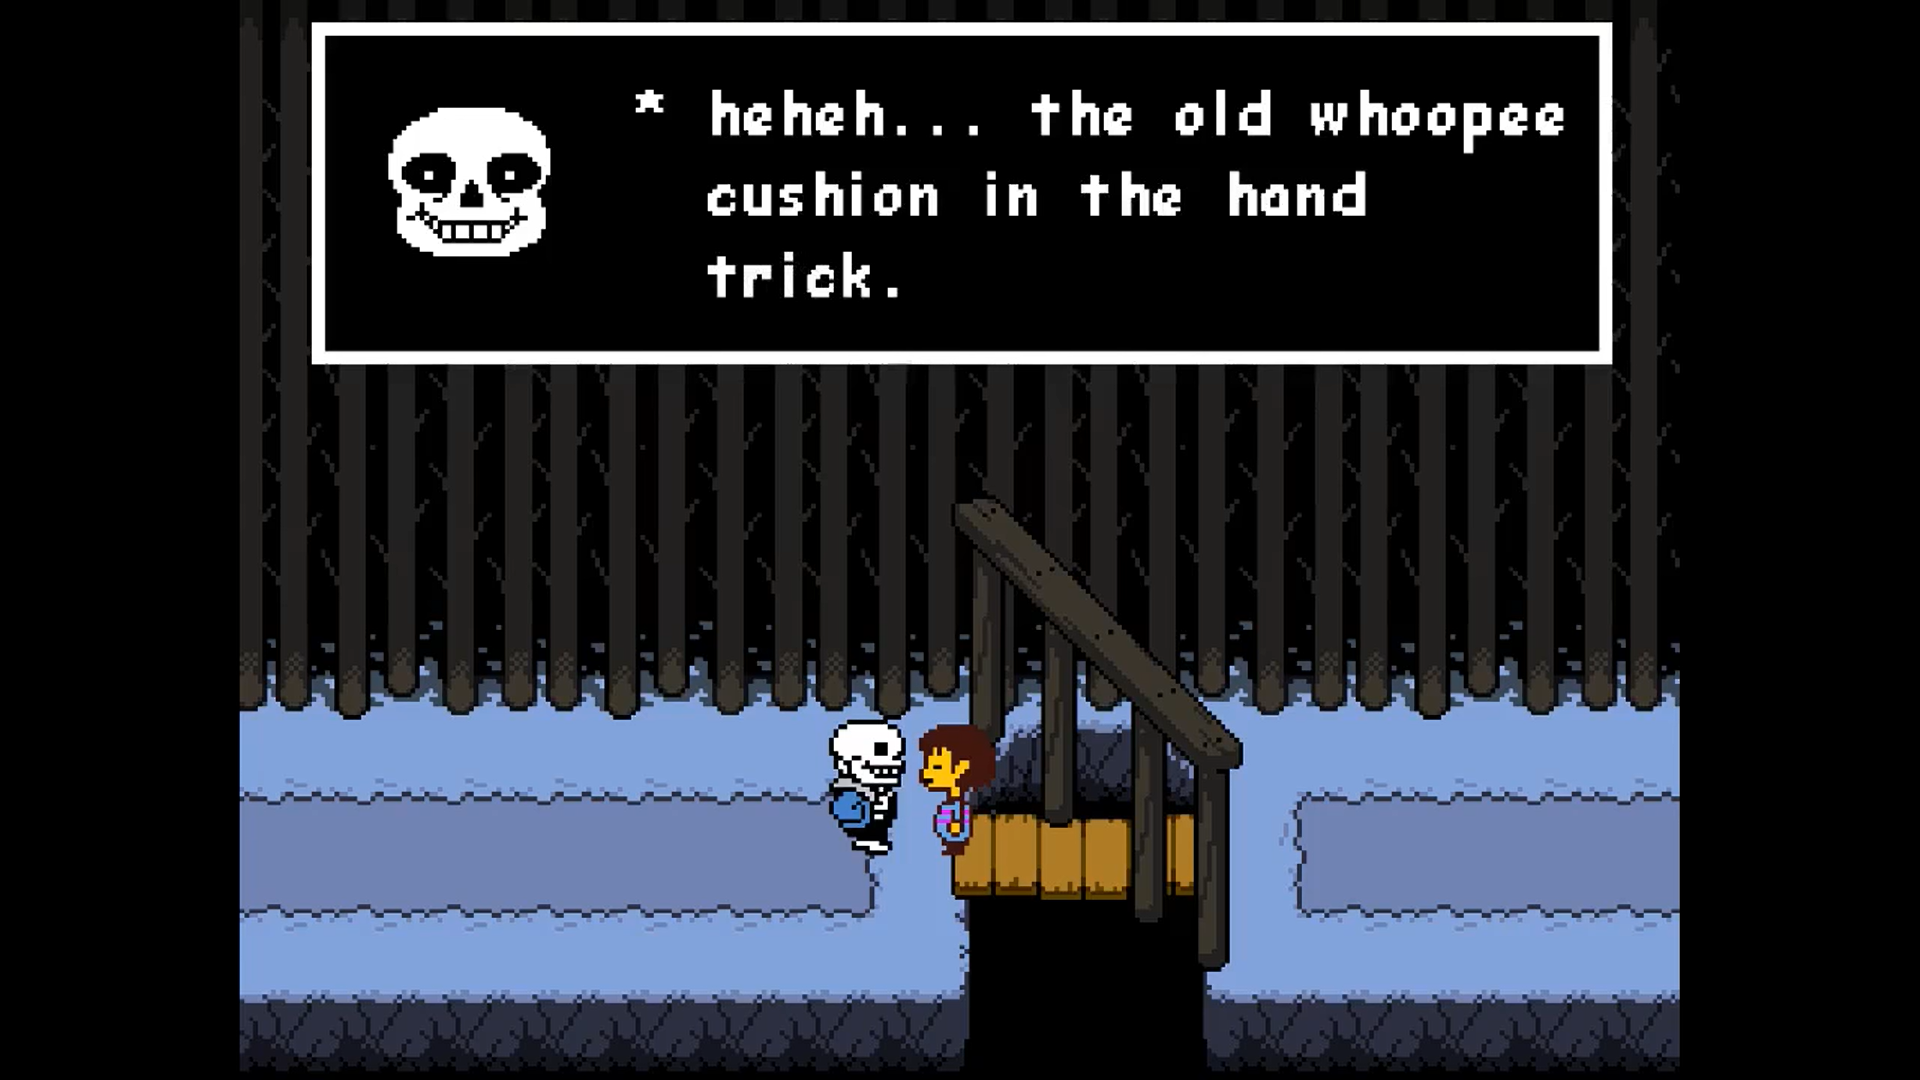 * heheh... the old whoopee
cushion in the hand
trick.